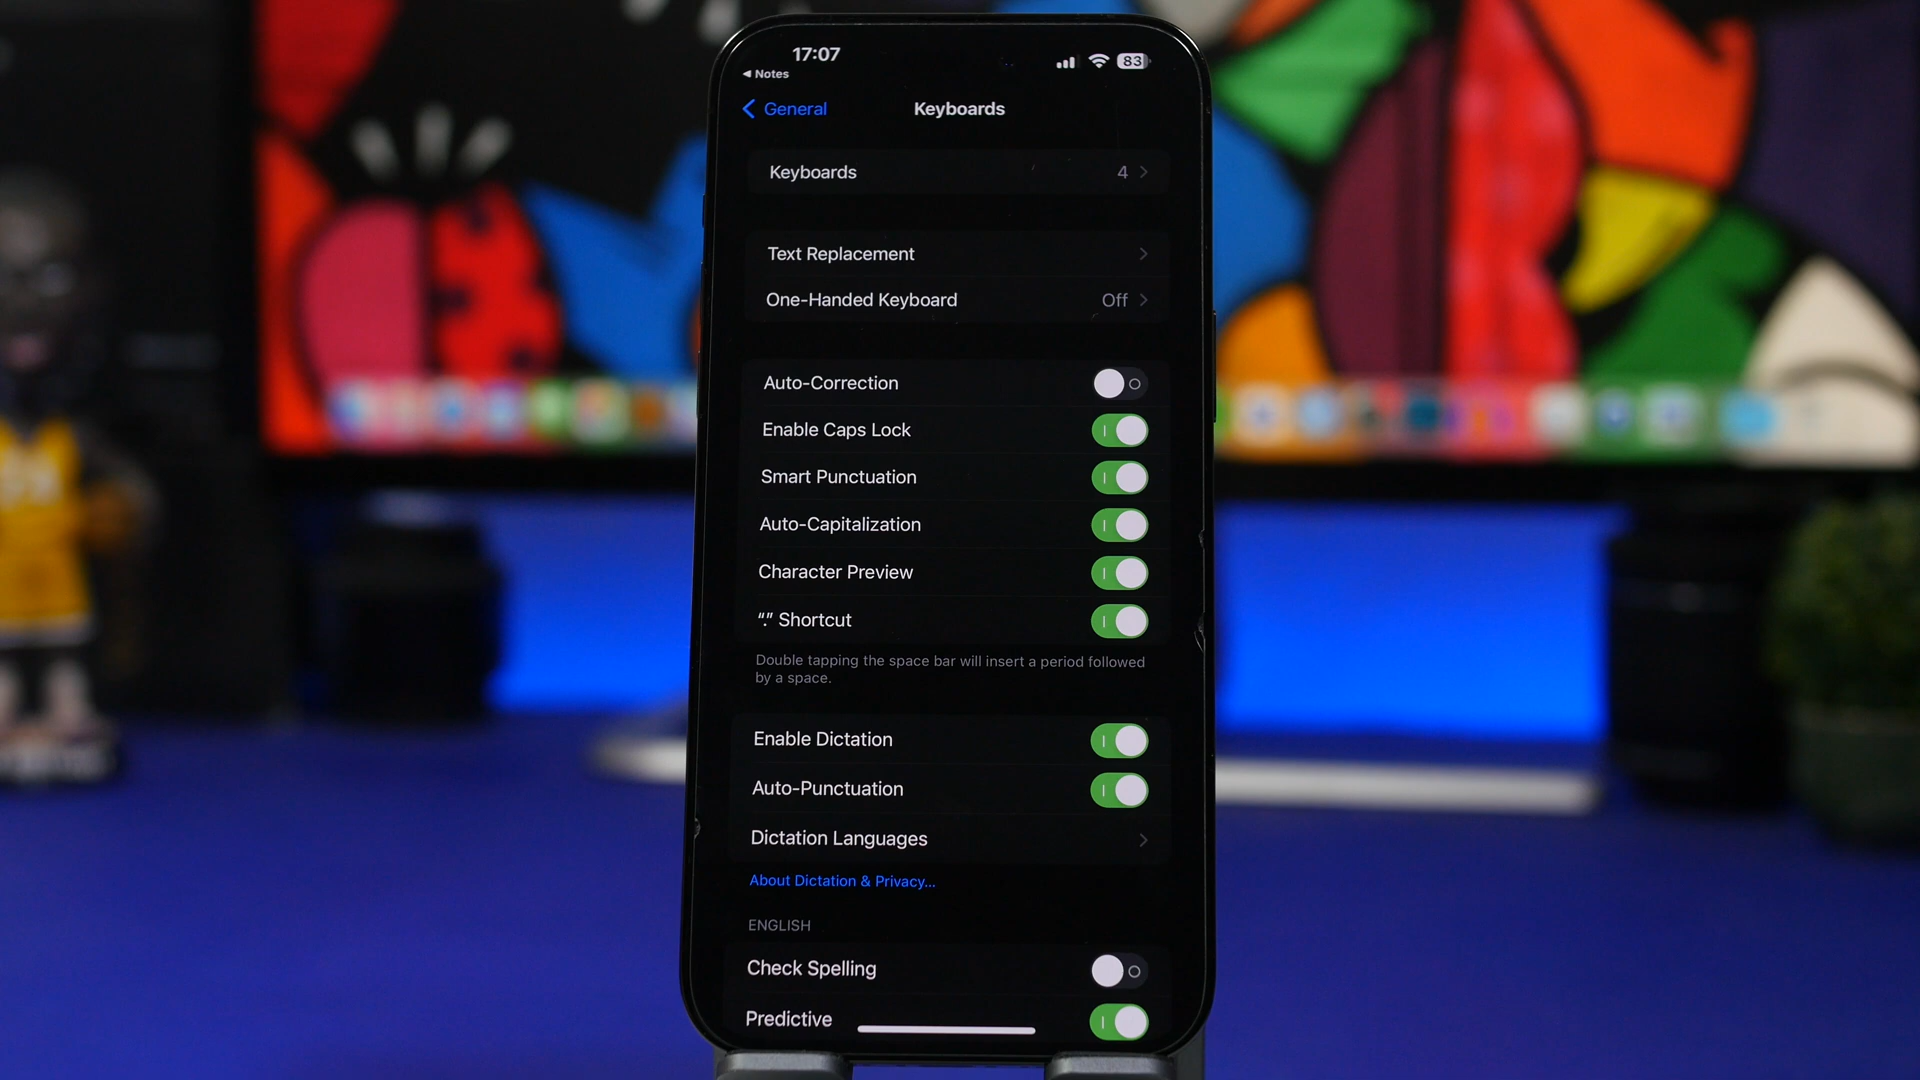 17:07
83
◀ Notes
General
Keyboards
Keyboards 4
Text Replacement
One-Handed Keyboard Off
Auto-Correction
Enable Caps Lock
Smart Punctuation
Auto-Capitalization
Character Preview
“.” Shortcut
Double tapping the space bar will insert a period followed
by a space.
Enable Dictation
Auto-Punctuation
Dictation Languages
About Dictation & Privacy...
ENGLISH
Check Spelling
Predictive